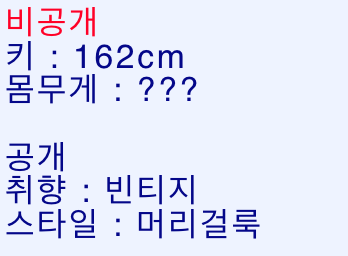 비공개
키 : 162cm
몸무게 : ???
공개
취향 : 빈티지
스타일 : 머리걸룩